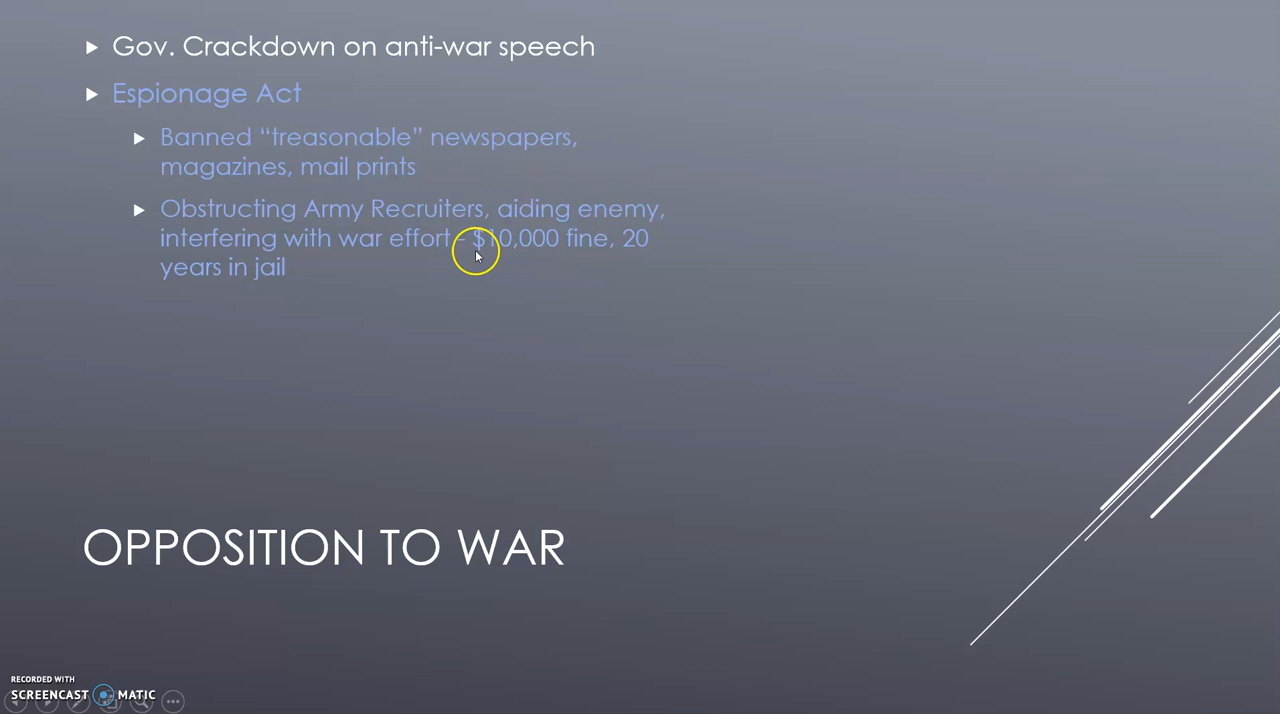 Gov. Crackdown on anti-war speech
Espionage Act
Banned “treasonable” newspapers,
magazines, mail prints
Obstructing Army Recruiters, aiding enemy,
interfering with war effort - $10,000 fine, 20
years in jail
OPPOSITION TO WAR
RECORDED WITH
SCREENCAST MATIC